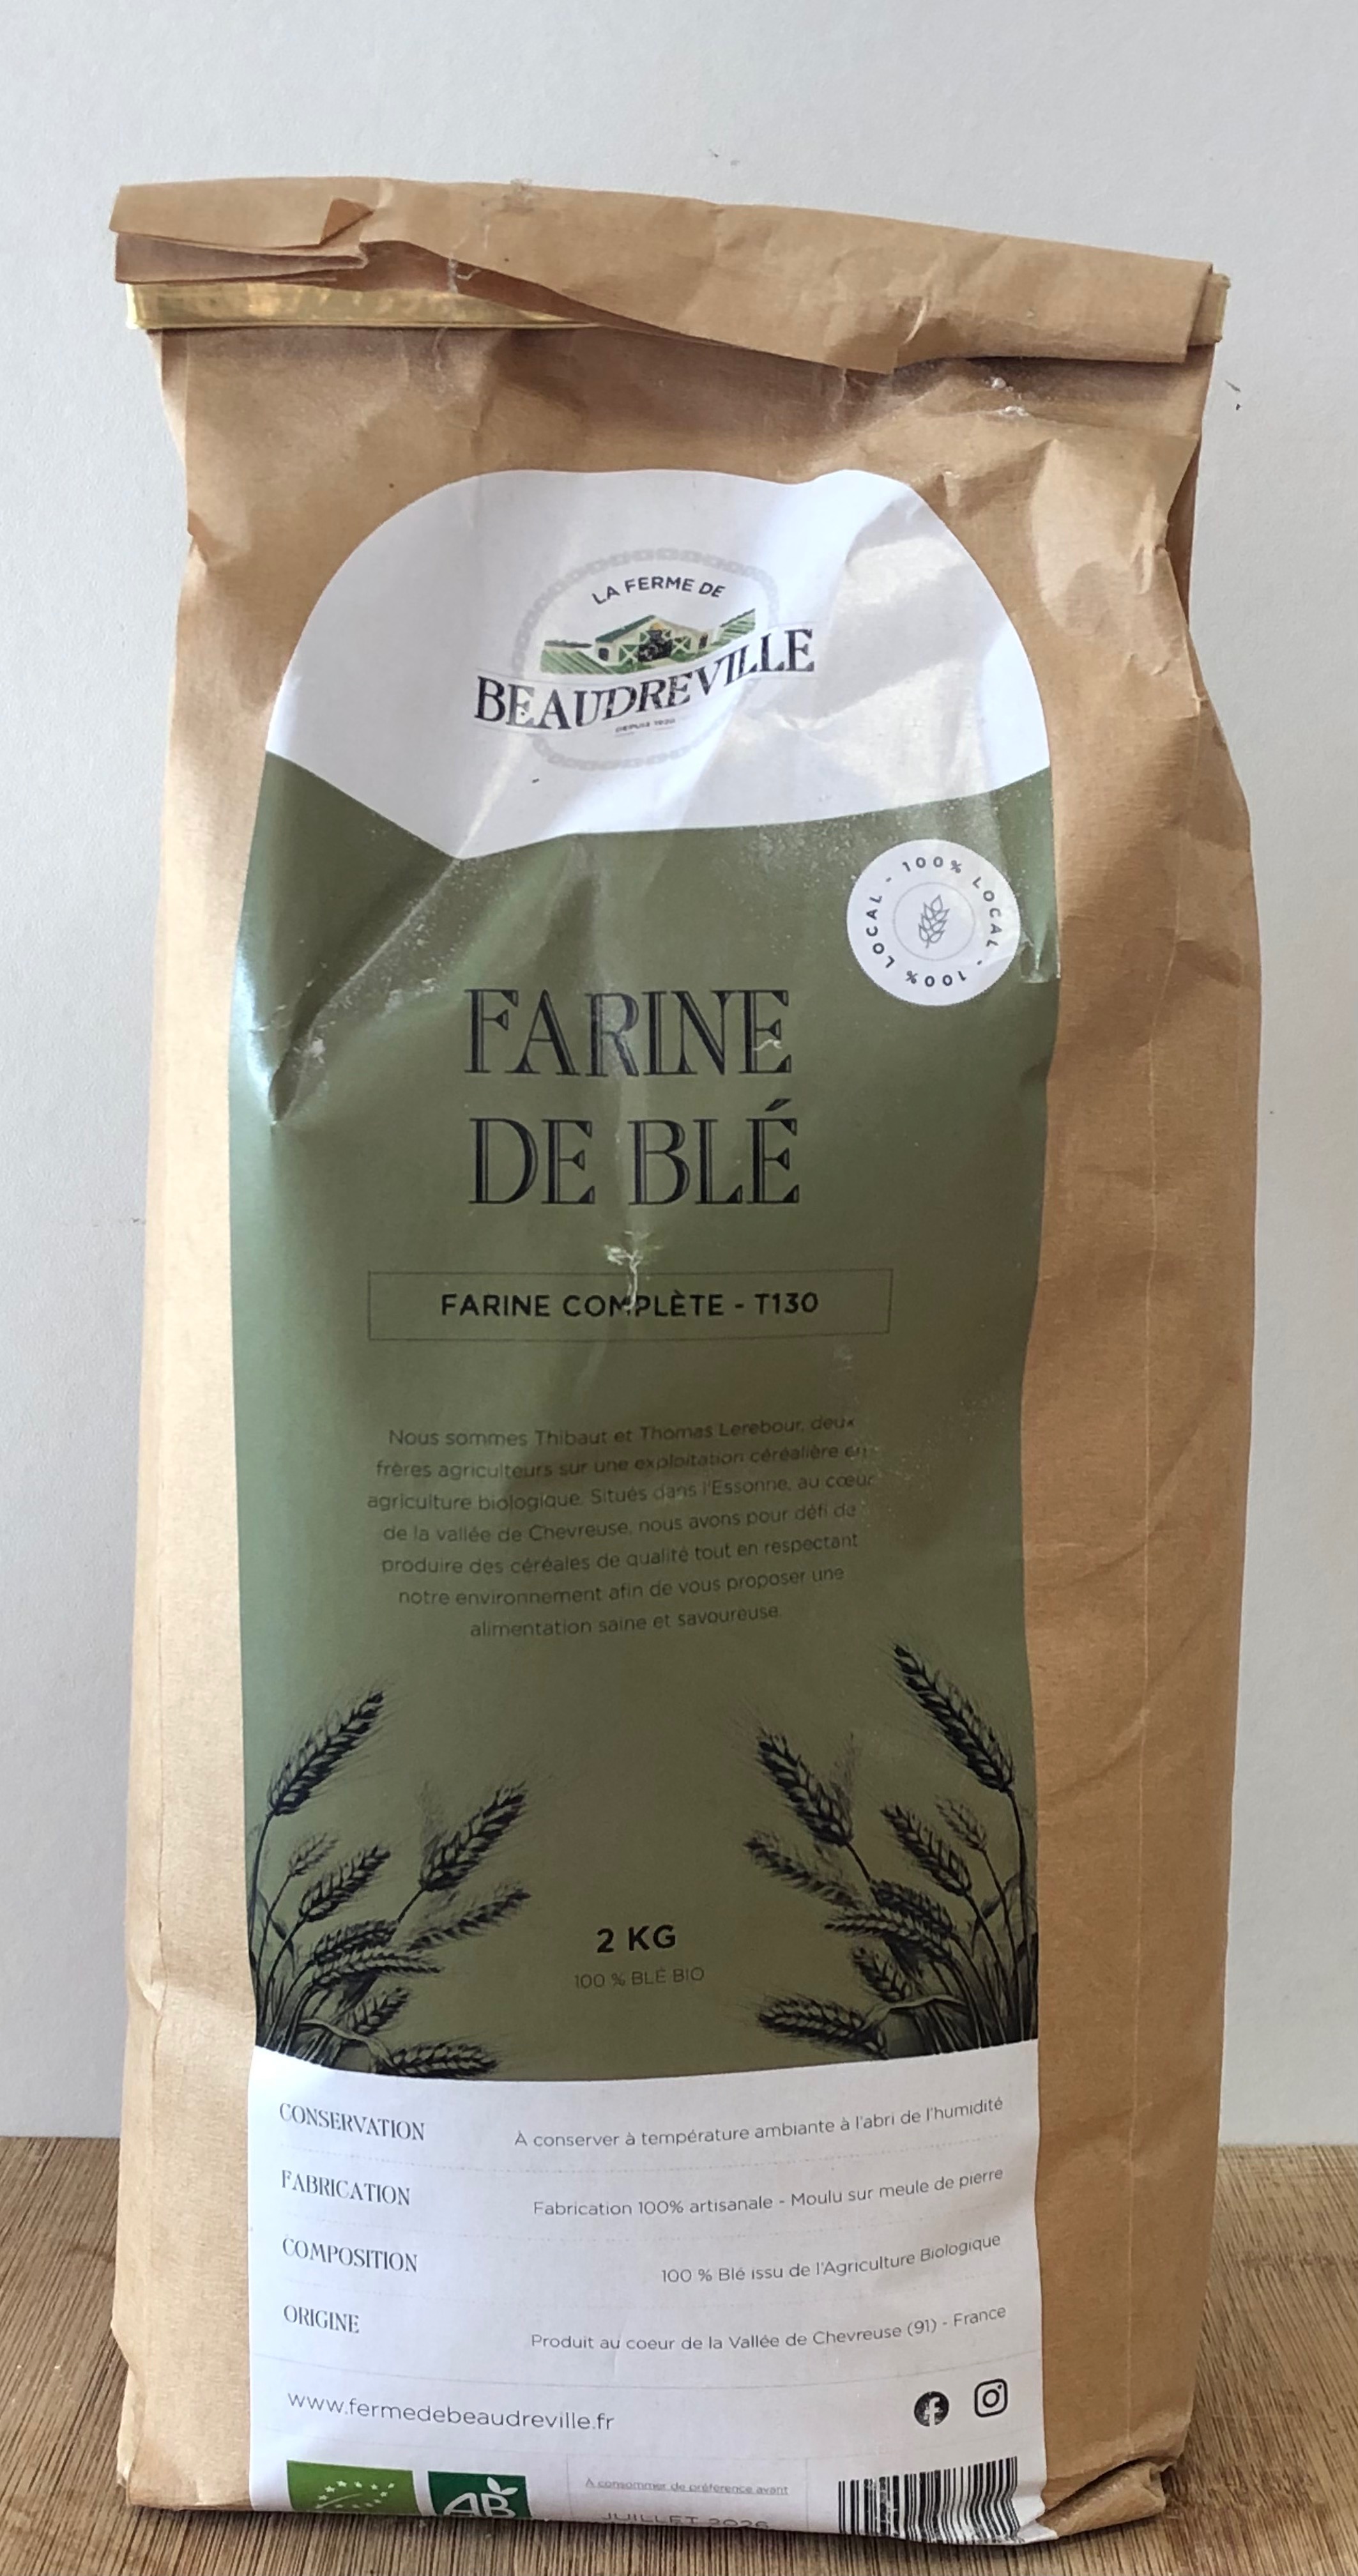 LA FERME DE
BEAUDREVILLE
DEPUIS 1920
100% LOCAL - 100% LOCAL -
FARINE
DE BLÉ
FARINE COMPLÈTE - T130
Nous sommes Thibaut et Thomas Lerebour, deux
frères agriculteurs sur une exploitation céréalière en
agriculture biologique. Situés dans l'Essonne, au cœur
de la vallée de Chevreuse, nous avons pour défi de
produire des céréales de qualité tout en respectant
notre environnement afin de vous proposer une
alimentation saine et savoureuse.
2 KG
100 % BLÉ BIO
CONSERVATION À conserver à température ambiante à l'abri de l'humidité
FABRICATION Fabrication 100% artisanale - Moulu sur meule de pierre
COMPOSITION 100 % Blé issu de l'Agriculture Biologique
ORIGINE Produit au coeur de la Vallée de Chevreuse (91) - France
www.fermedebeaudreville.fr
AB
À consommer de préférence avant
JUILLET 2026